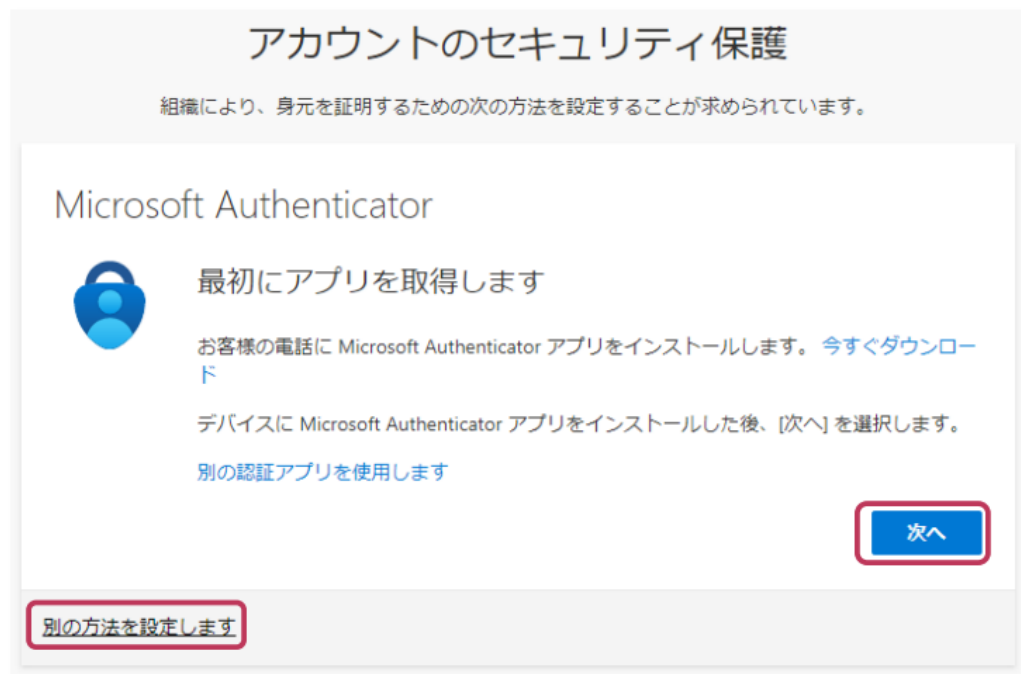 アカウントのセキュリティ保護
組織により、身元を証明するための次の方法を設定することが求められています。
Microsoft Authenticator
最初にアプリを取得します
お客様の電話に Microsoft Authenticator アプリをインストールします。 今すぐダウンロー
ド
デバイスに Microsoft Authenticator アプリをインストールした後、[次へ] を選択します。
別の認証アプリを使用します
次へ
別の方法を設定します